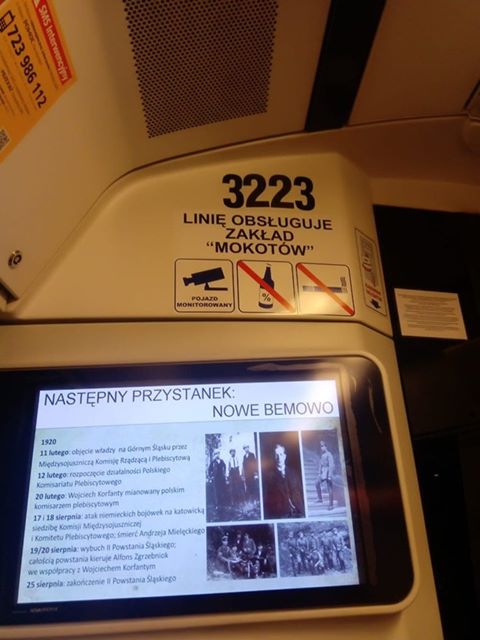 SMS Interwencyjny
723 986 112
3223
LINIĘ OBSŁUGUJE
ZAKŁAD
"MOKOTÓW"
POJAZD
MONITOROWANY
%
NASTĘPNY PRZYSTANEK:
NOWE BEMOWO
1920
11 lutego: objęcie władzy na Górnym Śląsku przez
Międzysojuszniczą Komisję Rządzącą i Plebiscytową
12 lutego: rozpoczęcie działalności Polskiego
Komisariatu Plebiscytowego
20 lutego: Wojciech Korfanty mianowany polskim
komisarzem plebiscytowym
17 i 18 sierpnia: atak niemieckich bojówek na katowicką
siedzibę Komisji Międzysojuszniczej
i Komitetu Plebiscytowego; śmierć Andrzeja Mielęckiego
19/20 sierpnia: wybuch II Powstania Śląskiego;
całością powstania kieruje Alfons Zgrzebniok
we współpracy z Wojciechem Korfantym
25 sierpnia: zakończenie II Powstania Śląskiego